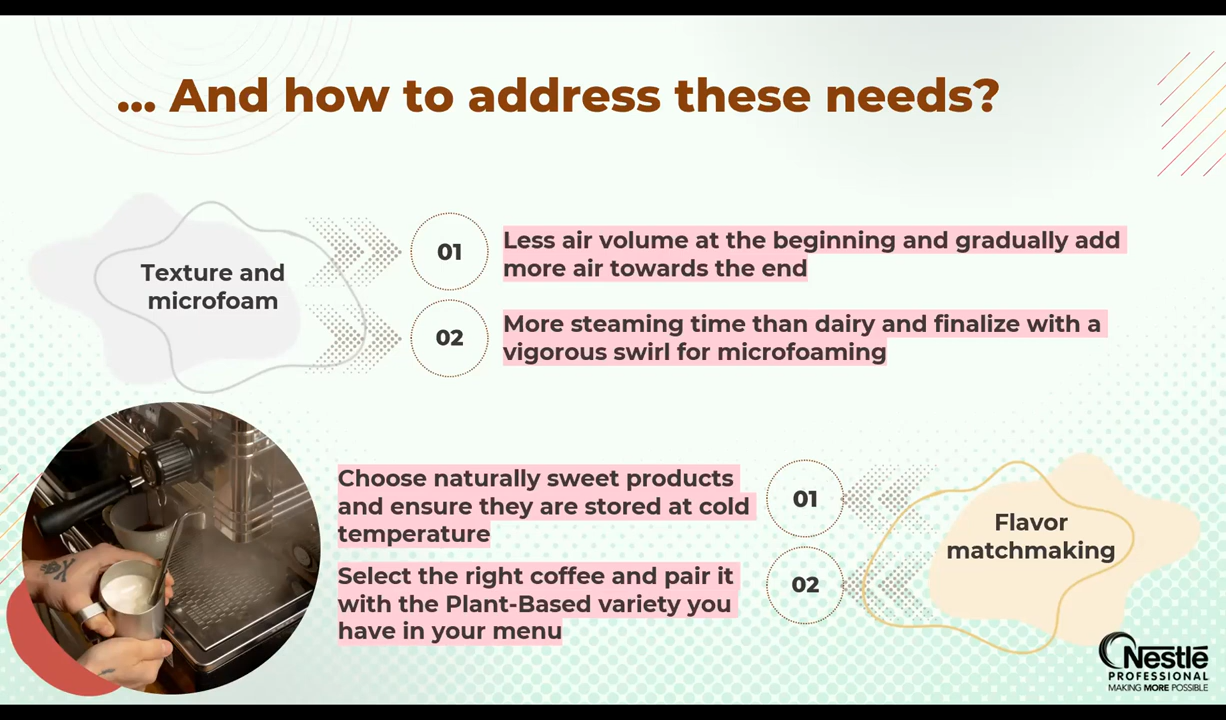 ... And how to address these needs?
Texture and
microfoam
01
Less air volume at the beginning and gradually add
more air towards the end
02
More steaming time than dairy and finalize with a
vigorous swirl for microfoaming
Choose naturally sweet products
and ensure they are stored at cold
temperature
01
Select the right coffee and pair it
with the Plant-Based variety you
have in your menu
02
Flavor
matchmaking
Nestlé
PROFESSIONAL
MAKING MORE POSSIBLE